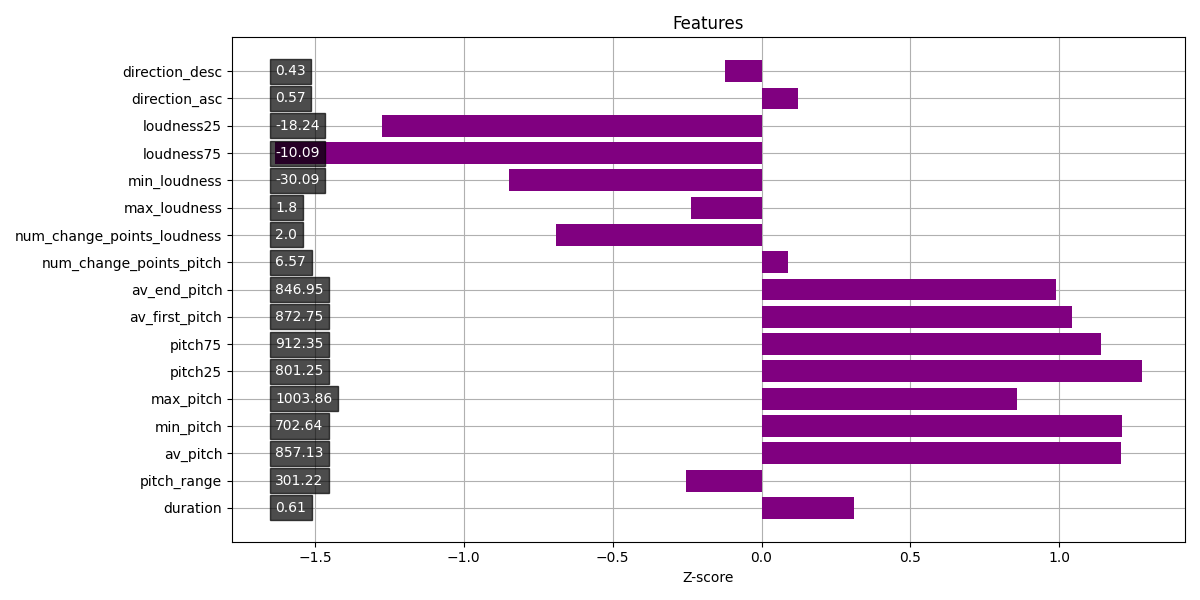 Features
direction_desc 0.43
direction_asc 0.57
loudness25 -18.24
loudness75 -10.09
min_loudness -30.09
max_loudness 1.8
num_change_points_loudness 2.0
num_change_points_pitch 6.57
av_end_pitch 846.95
av_first_pitch 872.75
pitch75 912.35
pitch25 801.25
max_pitch 1003.86
min_pitch 702.64
av_pitch 857.13
pitch_range 301.22
duration 0.61
−1.5 −1.0 −0.5 0.0 0.5 1.0
Z-score